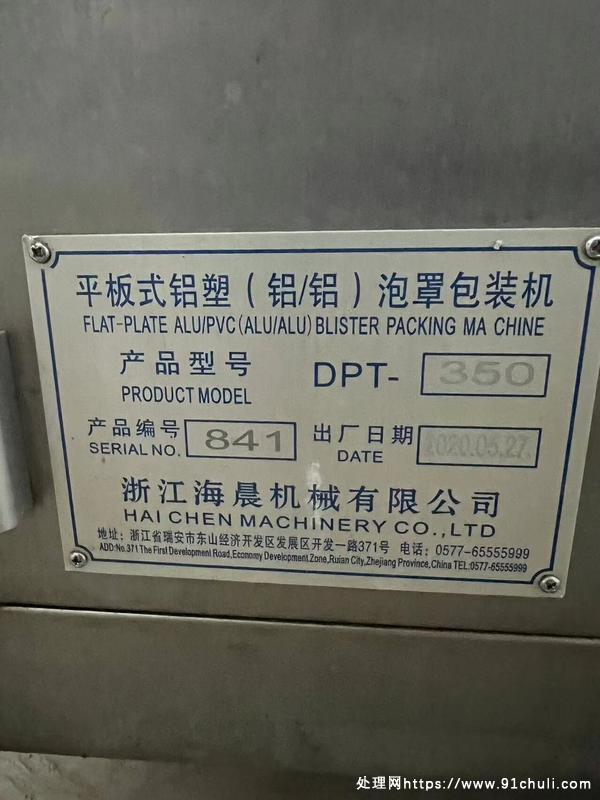 平板式铝塑(铝/铝)泡罩包装机
FLAT-PLATE ALU/PVC(ALU/ALU) BLISTER PACKING MA CHINE
产品型号 DPT- 350
PRODUCT MODEL
产品编号 841 出厂日期 2020.05.27.
SERIAL NO. DATE
浙江海晨机械有限公司
HAI CHEN MACHINERY CO.,LTD
地址: 浙江省瑞安市东山经济开发区发展区开发一路371号 电话: 0577-65555999
ADD:No.371 The First Development Road, Economy Development Zone, Ruian City, Zhejiang Province, China TEL:0577-65555999
处理网https://www.91chuli.com